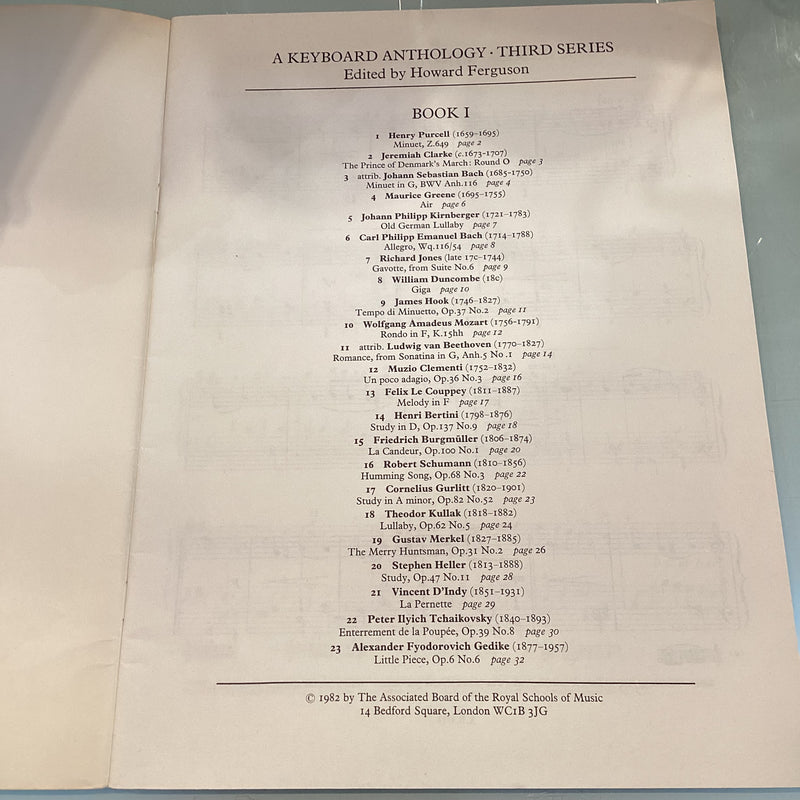 A KEYBOARD ANTHOLOGY · THIRD SERIES
Edited by Howard Ferguson
BOOK I
1 Henry Purcell (1659–1695)
Minuet, Z.649 page 2
2 Jeremiah Clarke (c.1673-1707)
The Prince of Denmark's March: Round O page 3
3 attrib. Johann Sebastian Bach (1685-1750)
Minuet in G, BWV Anh.116 page 4
4 Maurice Greene (1695–1755)
Air page 6
5 Johann Philipp Kirnberger (1721–1783)
Old German Lullaby page 7
6 Carl Philipp Emanuel Bach (1714–1788)
Allegro, Wq.116/54 page 8
7 Richard Jones (late 17c–1744)
Gavotte, from Suite No.6 page 9
8 William Duncombe (18c)
Giga page 10
9 James Hook (1746–1827)
Tempo di Minuetto, Op.37 No.2 page 11
10 Wolfgang Amadeus Mozart (1756-1791)
Rondo in F, K.15hh page 12
11 attrib. Ludwig van Beethoven (1770–1827)
Romance, from Sonatina in G, Anh.5 No.1 page 14
12 Muzio Clementi (1752–1832)
Un poco adagio, Op.36 No.3 page 16
13 Felix Le Couppey (1811–1887)
Melody in F page 17
14 Henri Bertini (1798–1876)
Study in D, Op.137 No.9 page 18
15 Friedrich Burgmüller (1806–1874)
La Candeur, Op.100 No.1 page 20
16 Robert Schumann (1810–1856)
Humming Song, Op.68 No.3 page 22
17 Cornelius Gurlitt (1820–1901)
Study in A minor, Op.82 No.52 page 23
18 Theodor Kullak (1818–1882)
Lullaby, Op.62 No.5 page 24
19 Gustav Merkel (1827–1885)
The Merry Huntsman, Op.31 No.2 page 26
20 Stephen Heller (1813–1888)
Study, Op.47 No.11 page 28
21 Vincent D'Indy (1851–1931)
La Pernette page 29
22 Peter Ilyich Tchaikovsky (1840–1893)
Enterrement de la Poupée, Op.39 No.8 page 30
23 Alexander Fyodorovich Gedike (1877–1957)
Little Piece, Op.6 No.6 page 32
© 1982 by The Associated Board of the Royal Schools of Music
14 Bedford Square, London WC1B 3JG